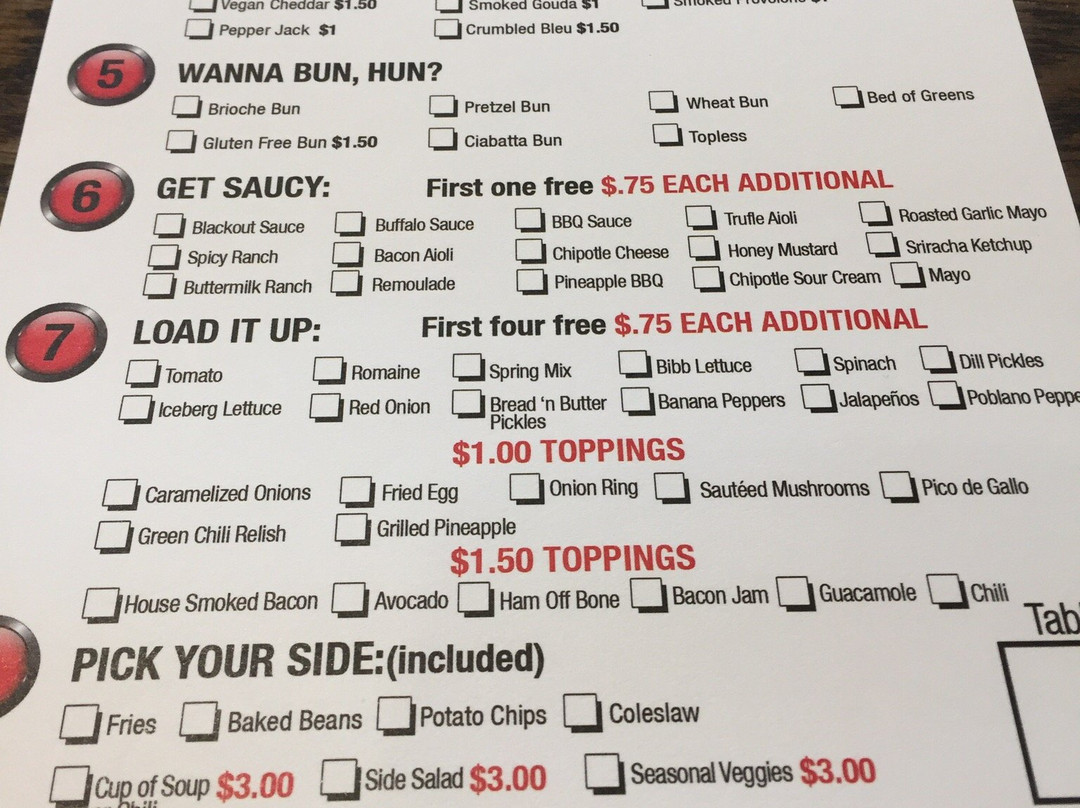 Vegan Cheddar $1.50 Smoked Gouda $1 Smoked Provolone
Pepper Jack $1 Crumbled Bleu $1.50
5 WANNA BUN, HUN?
Brioche Bun Pretzel Bun Wheat Bun Bed of Greens
Gluten Free Bun $1.50 Ciabatta Bun Topless
6 GET SAUCY: First one free $.75 EACH ADDITIONAL
Blackout Sauce Buffalo Sauce BBQ Sauce Trufle Aioli Roasted Garlic Mayo
Spicy Ranch Bacon Aioli Chipotle Cheese Honey Mustard Sriracha Ketchup
Buttermilk Ranch Remoulade Pineapple BBQ Chipotle Sour Cream Mayo
7 LOAD IT UP: First four free $.75 EACH ADDITIONAL
Tomato Romaine Spring Mix Bibb Lettuce Spinach Dill Pickles
Iceberg Lettuce Red Onion Bread 'n Butter Banana Peppers Jalapeños Poblano Peppe
Pickles
$1.00 TOPPINGS
Caramelized Onions Fried Egg Onion Ring Sautéed Mushrooms Pico de Gallo
Green Chili Relish Grilled Pineapple
$1.50 TOPPINGS
House Smoked Bacon Avocado Ham Off Bone Bacon Jam Guacamole Chili
Tab
PICK YOUR SIDE:(included)
Fries Baked Beans Potato Chips Coleslaw
Cup of Soup $3.00 Side Salad $3.00 Seasonal Veggies $3.00
or Chili